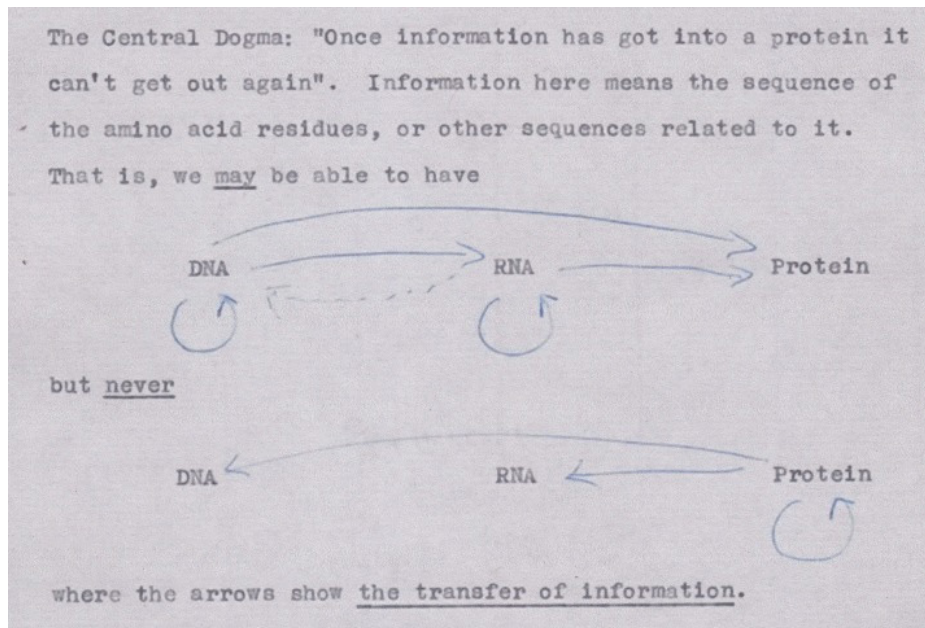 The Central Dogma: "Once information has got into a protein it
can't get out again". Information here means the sequence of
the amino acid residues, or other sequences related to it.
That is, we may be able to have
DNA RNA Protein
but never
DNA RNA Protein
where the arrows show the transfer of information.